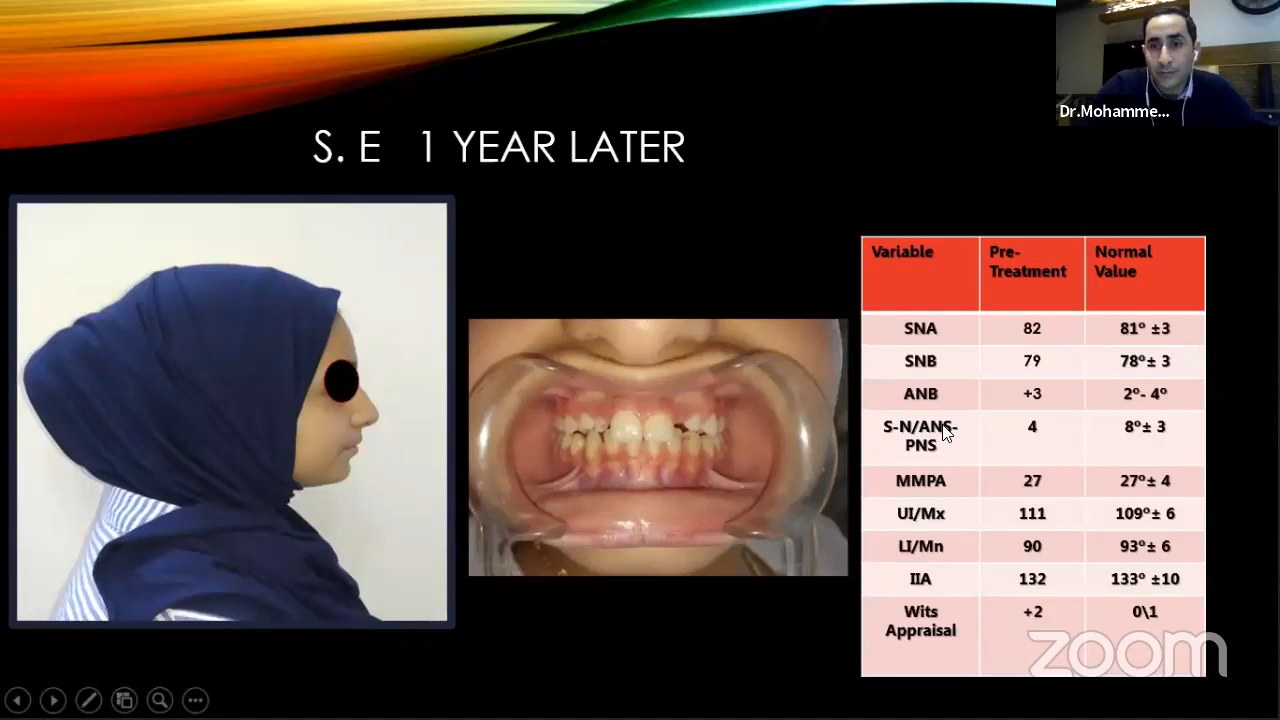 Dr.Mohamme...
S. E 1 YEAR LATER
Variable Pre- Normal
Treatment Value
SNA 82 81º ±3
SNB 79 78º± 3
ANB +3 2º- 4º
S-N/ANS- 4 8º± 3
PNS
MMPA 27 27º± 4
UI/Mx 111 109º± 6
LI/Mn 90 93º± 6
IIA 132 133º ±10
Wits +2 0\1
Appraisal
zoom